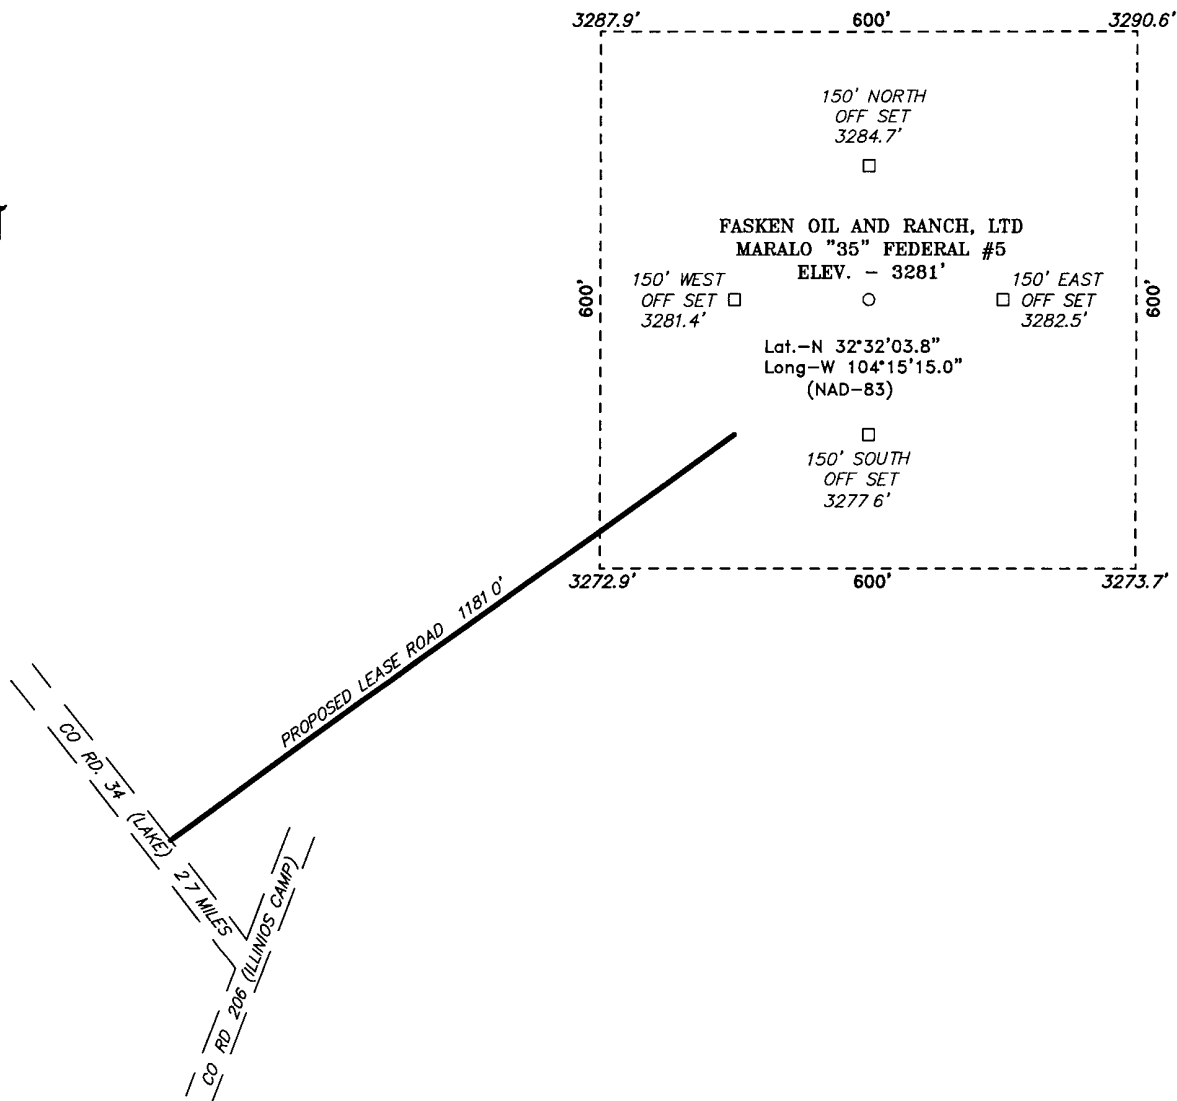 3287.9' 600' 3290.6'
150' NORTH
OFF SET
3284.7'
FASKEN OIL AND RANCH, LTD
MARALO "35" FEDERAL #5
ELEV. - 3281'
600'
150' WEST
OFF SET
3281.4'
150' EAST
OFF SET
3282.5'
600'
Lat.-N 32°32'03.8"
Long-W 104°15'15.0"
(NAD-83)
150' SOUTH
OFF SET
3277 6'
3272.9' 600' 3273.7'
PROPOSED LEASE ROAD 1181 0'
CO RD. 34 (LAKE) 2 7 MILES
CO RD 206 (ILLINIOS CAMP)